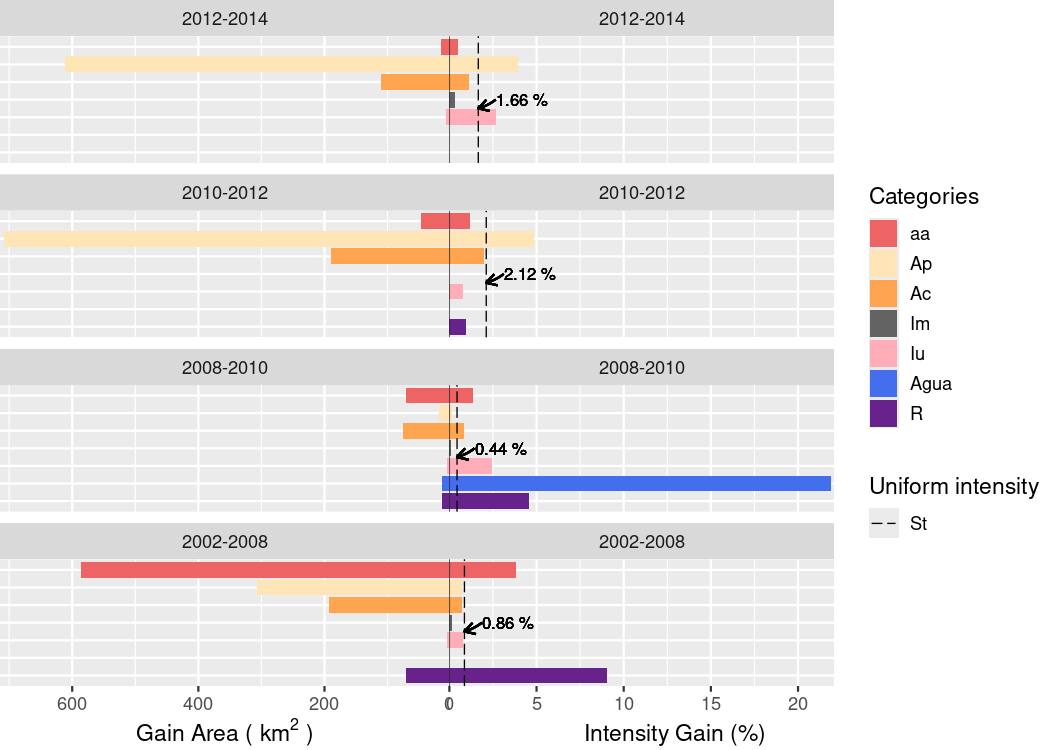 2012-2014 2012-2014
1.66 %
2010-2012 2010-2012
2.12 %
2008-2010 2008-2010
0.44 %
2002-2008 2002-2008
0.86 %
600 400 200 0 0 5 10 15 20
Gain Area ( km² ) Intensity Gain (%)
Categories
aa
Ap
Ac
Im
Iu
Agua
R
Uniform intensity
St